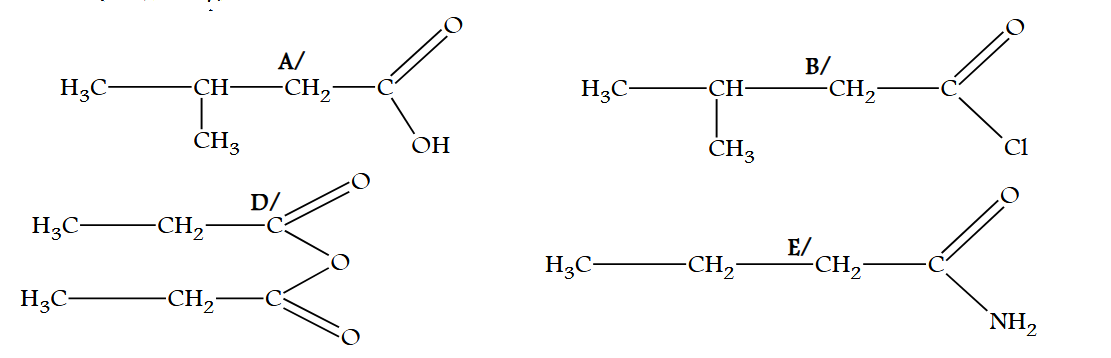 A/
H₃C CH CH₂ C O
CH₃ OH
B/
H₃C CH CH₂ C O
CH₃ Cl
D/
H₃C CH₂ C O
O
H₃C CH₂ C O
E/
H₃C CH₂ CH₂ C O
NH₂